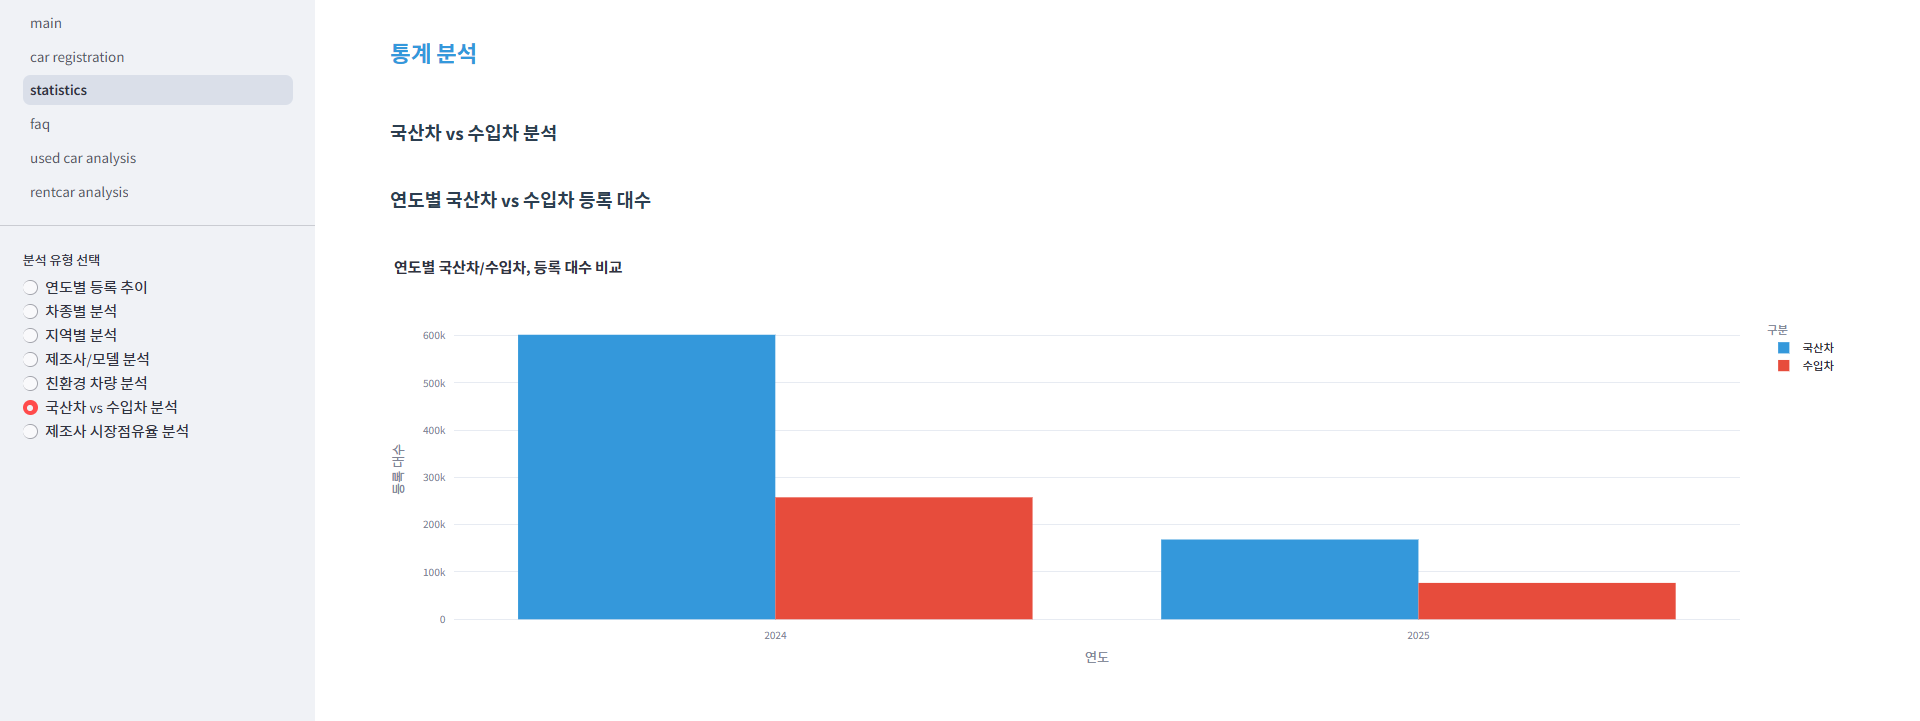 main
car registration
statistics
faq
used car analysis
rentcar analysis
분석 유형 선택
연도별 등록 추이
차종별 분석
지역별 분석
제조사/모델 분석
친환경 차량 분석
국산차 vs 수입차 분석
제조사 시장점유율 분석
통계 분석
국산차 vs 수입차 분석
연도별 국산차 vs 수입차 등록 대수
연도별 국산차/수입차, 등록 대수 비교
600k
500k
400k
300k
200k
100k
0
등록 대수
2024
2025
연도
구분
국산차
수입차